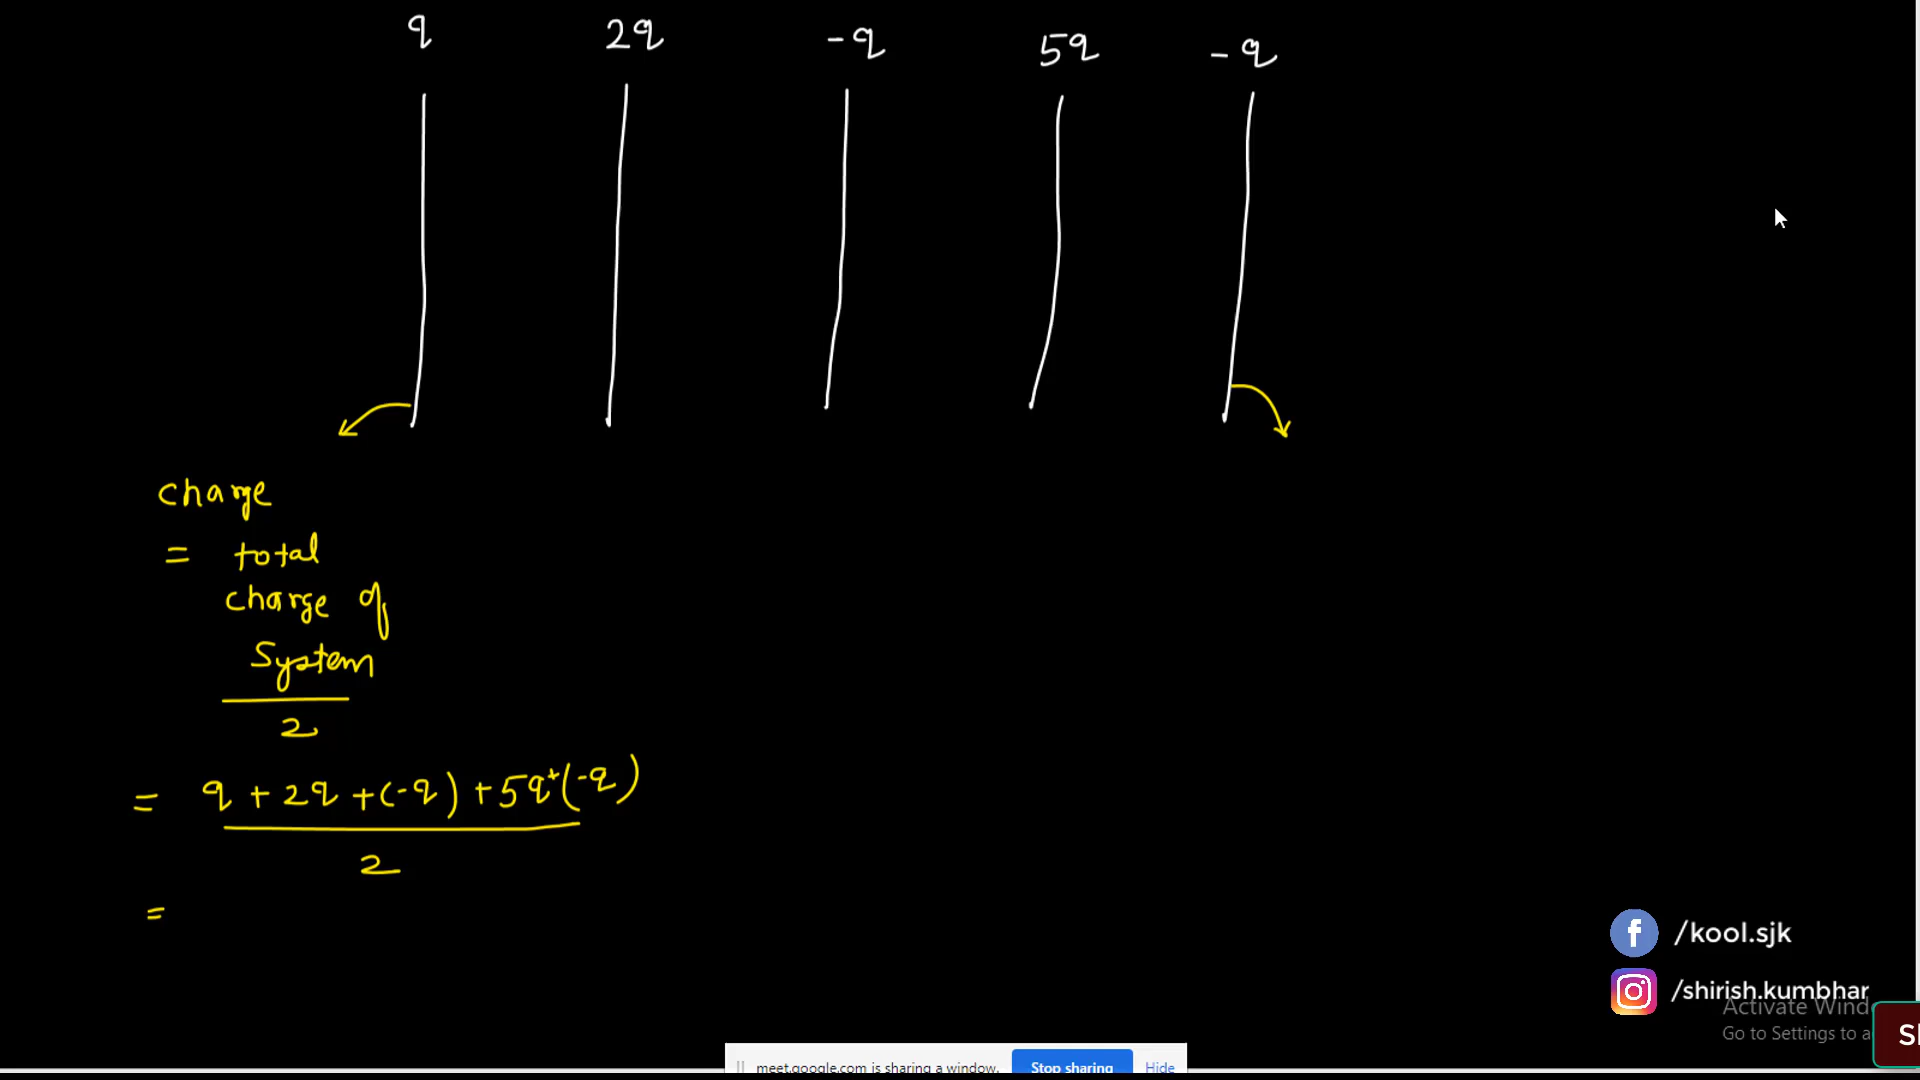 q 2q -q 5q -q
charge
= total
charge of
system
2
= q + 2q + (-q) + 5q + (-q)
2
=
/kool.sjk
/shirish.kumbhar
Activate Wind
Go to Settings to a
S
meet.google.com is sharing a window. Stop sharing Hide